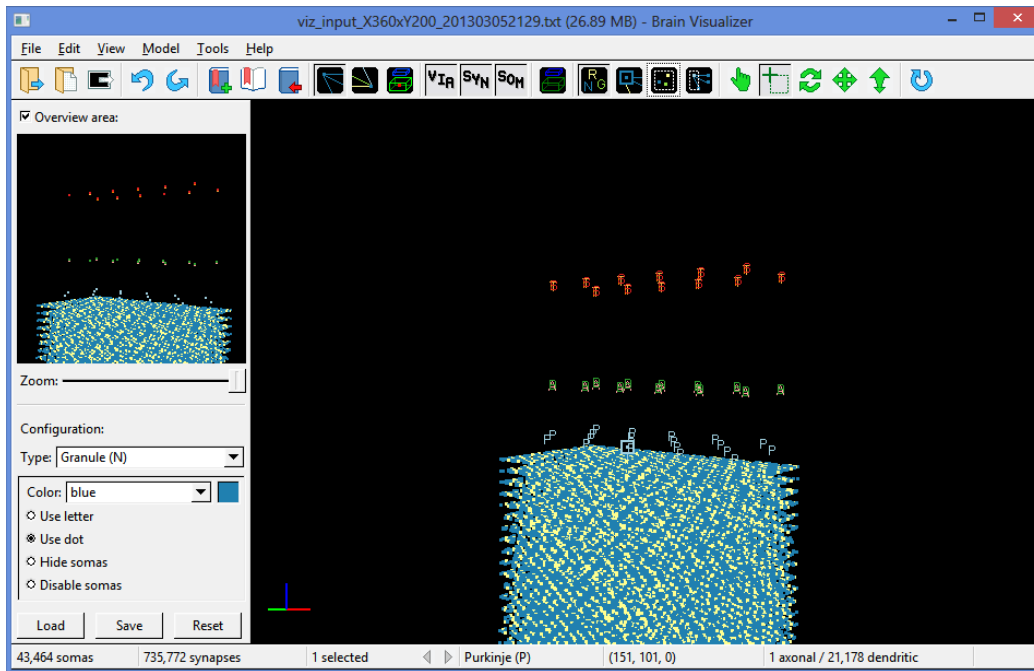 viz_input_X360xY200_201303052129.txt (26.89 MB) - Brain Visualizer
File Edit View Model Tools Help
VIA SYN SOM R N G
Overview area:
Zoom:
Configuration:
Type: Granule (N)
Color: blue
Use letter
Use dot
Hide somas
Disable somas
Load Save Reset
43,464 somas 735,772 synapses 1 selected Purkinje (P) (151, 101, 0) 1 axonal / 21,178 dendritic